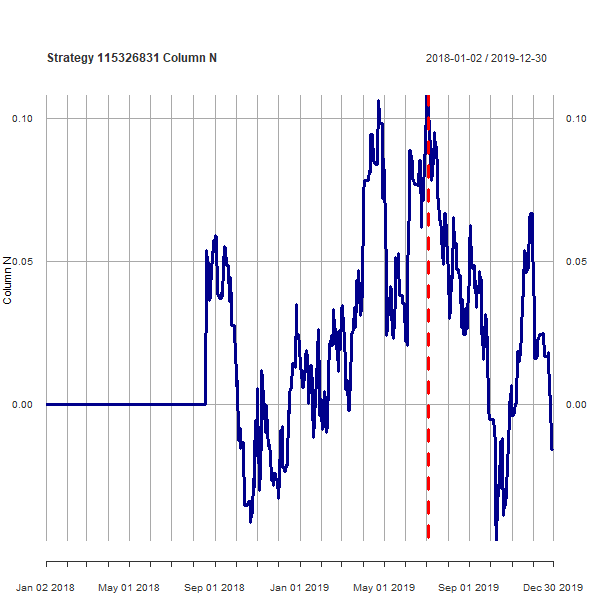 Strategy 115326831 Column N
2018-01-02 / 2019-12-30
0.10 0.10
0.05 0.05
Column N
0.00 0.00
Jan 02 2018 May 01 2018 Sep 01 2018 Jan 01 2019 May 01 2019 Sep 01 2019 Dec 30 2019